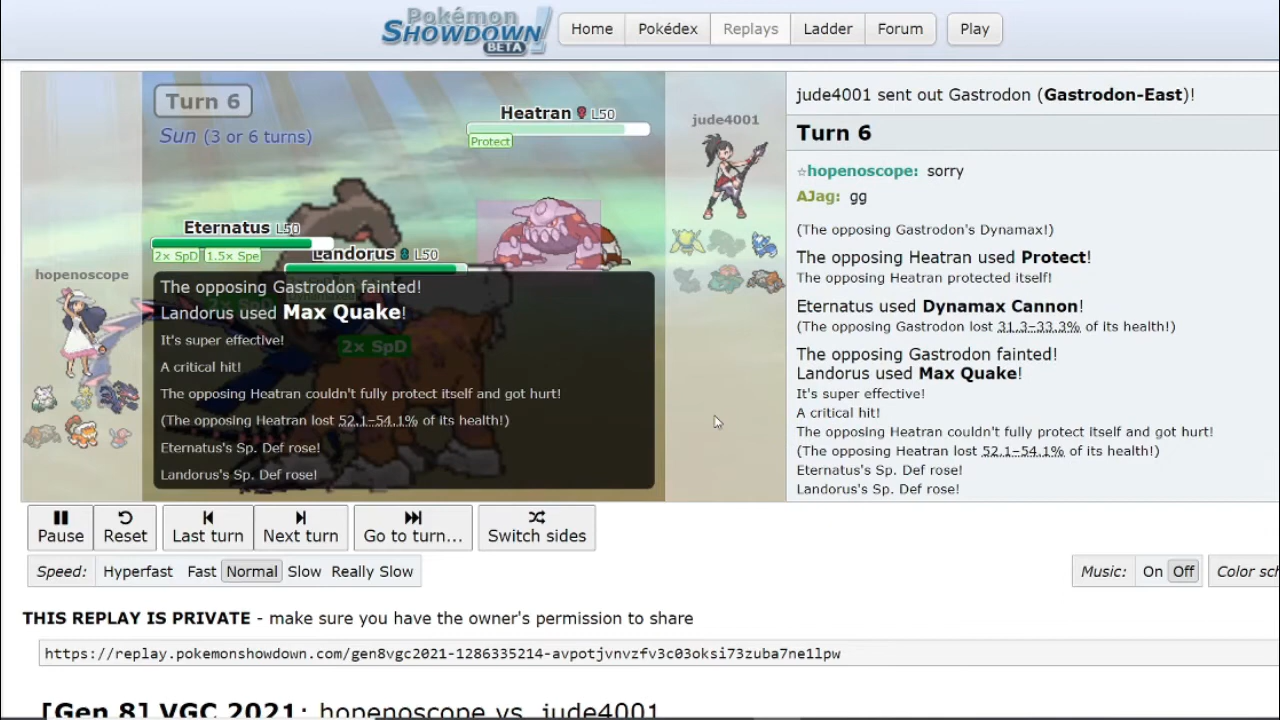 Pokémon
SHOWDOWN!
BETA
Home
Pokédex
Replays
Ladder
Forum
Play
Turn 6
Sun (3 or 6 turns)
Heatran L50
Protect
Eternatus L50
2x SpD 1.5x Spe
Landorus L50
2x SpD
The opposing Gastrodon fainted!
Landorus used Max Quake!
It's super effective!
A critical hit!
The opposing Heatran couldn't fully protect itself and got hurt!
(The opposing Heatran lost 52.1–54.1% of its health!)
Eternatus's Sp. Def rose!
Landorus's Sp. Def rose!
hopenoscope
jude4001
jude4001 sent out Gastrodon (Gastrodon-East)!
Turn 6
☆hopenoscope: sorry
AJag: gg
(The opposing Gastrodon's Dynamax!)
The opposing Heatran used Protect!
The opposing Heatran protected itself!
Eternatus used Dynamax Cannon!
(The opposing Gastrodon lost 31.3–33.3% of its health!)
The opposing Gastrodon fainted!
Landorus used Max Quake!
It's super effective!
A critical hit!
The opposing Heatran couldn't fully protect itself and got hurt!
(The opposing Heatran lost 52.1–54.1% of its health!)
Eternatus's Sp. Def rose!
Landorus's Sp. Def rose!
Pause
Reset
Last turn
Next turn
Go to turn...
Switch sides
Speed: Hyperfast Fast Normal Slow Really Slow
Music: On Off
Color sch
THIS REPLAY IS PRIVATE - make sure you have the owner's permission to share
https://replay.pokemonshowdown.com/gen8vgc2021-1286335214-avpotjvnvzfv3c03oksi73zuba7ne1lpw
[Gen 8] VGC 2021: hopenoscope vs. jude4001